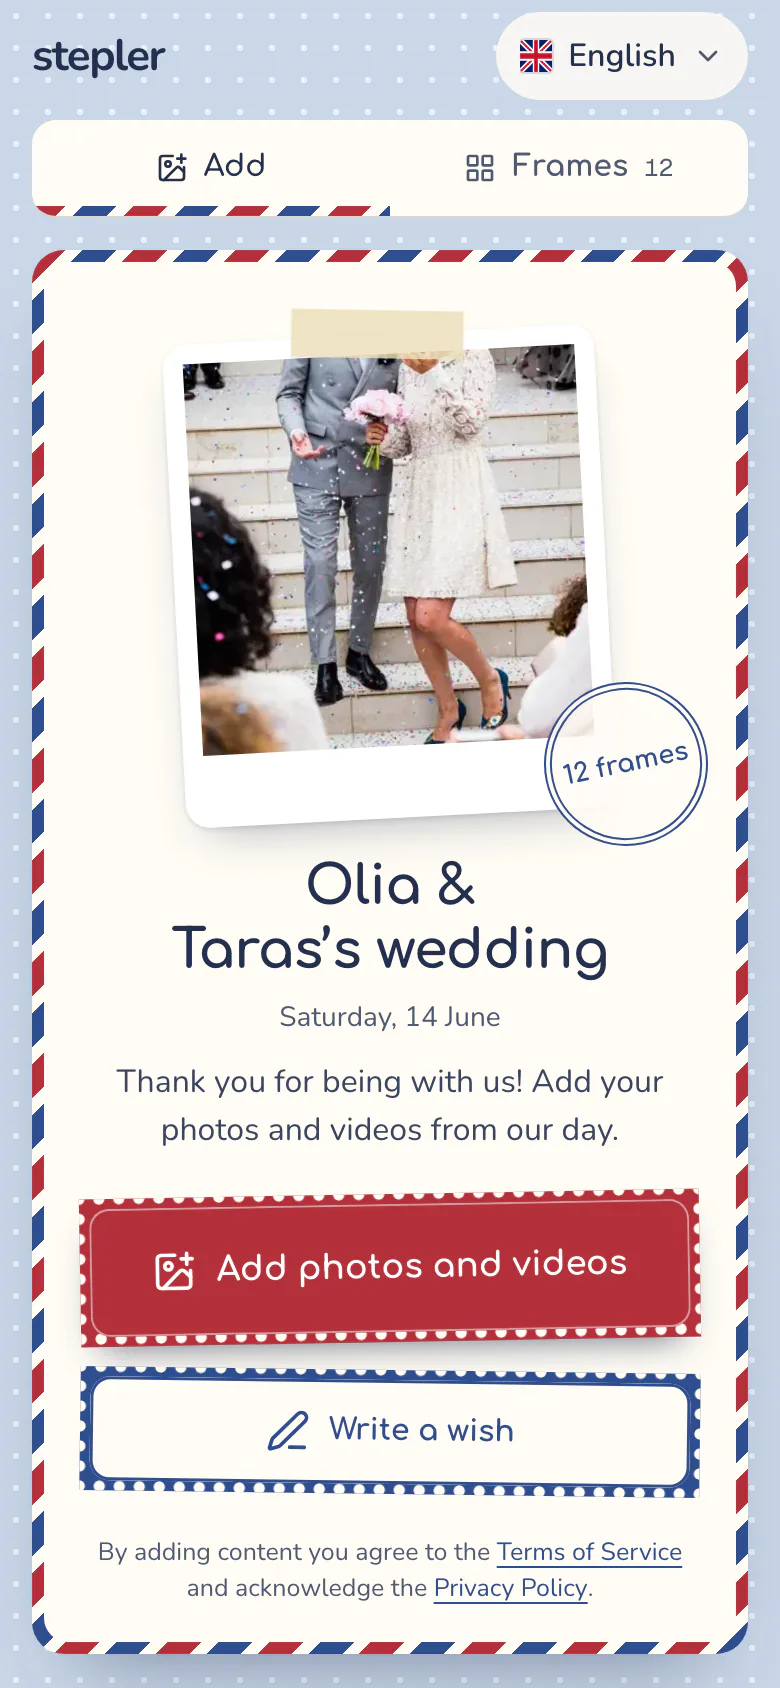 stepler
English
Add
Frames 12
12 frames
Olia &
Taras’s wedding
Saturday, 14 June
Thank you for being with us! Add your
photos and videos from our day.
Add photos and videos
Write a wish
By adding content you agree to the Terms of Service
and acknowledge the Privacy Policy.